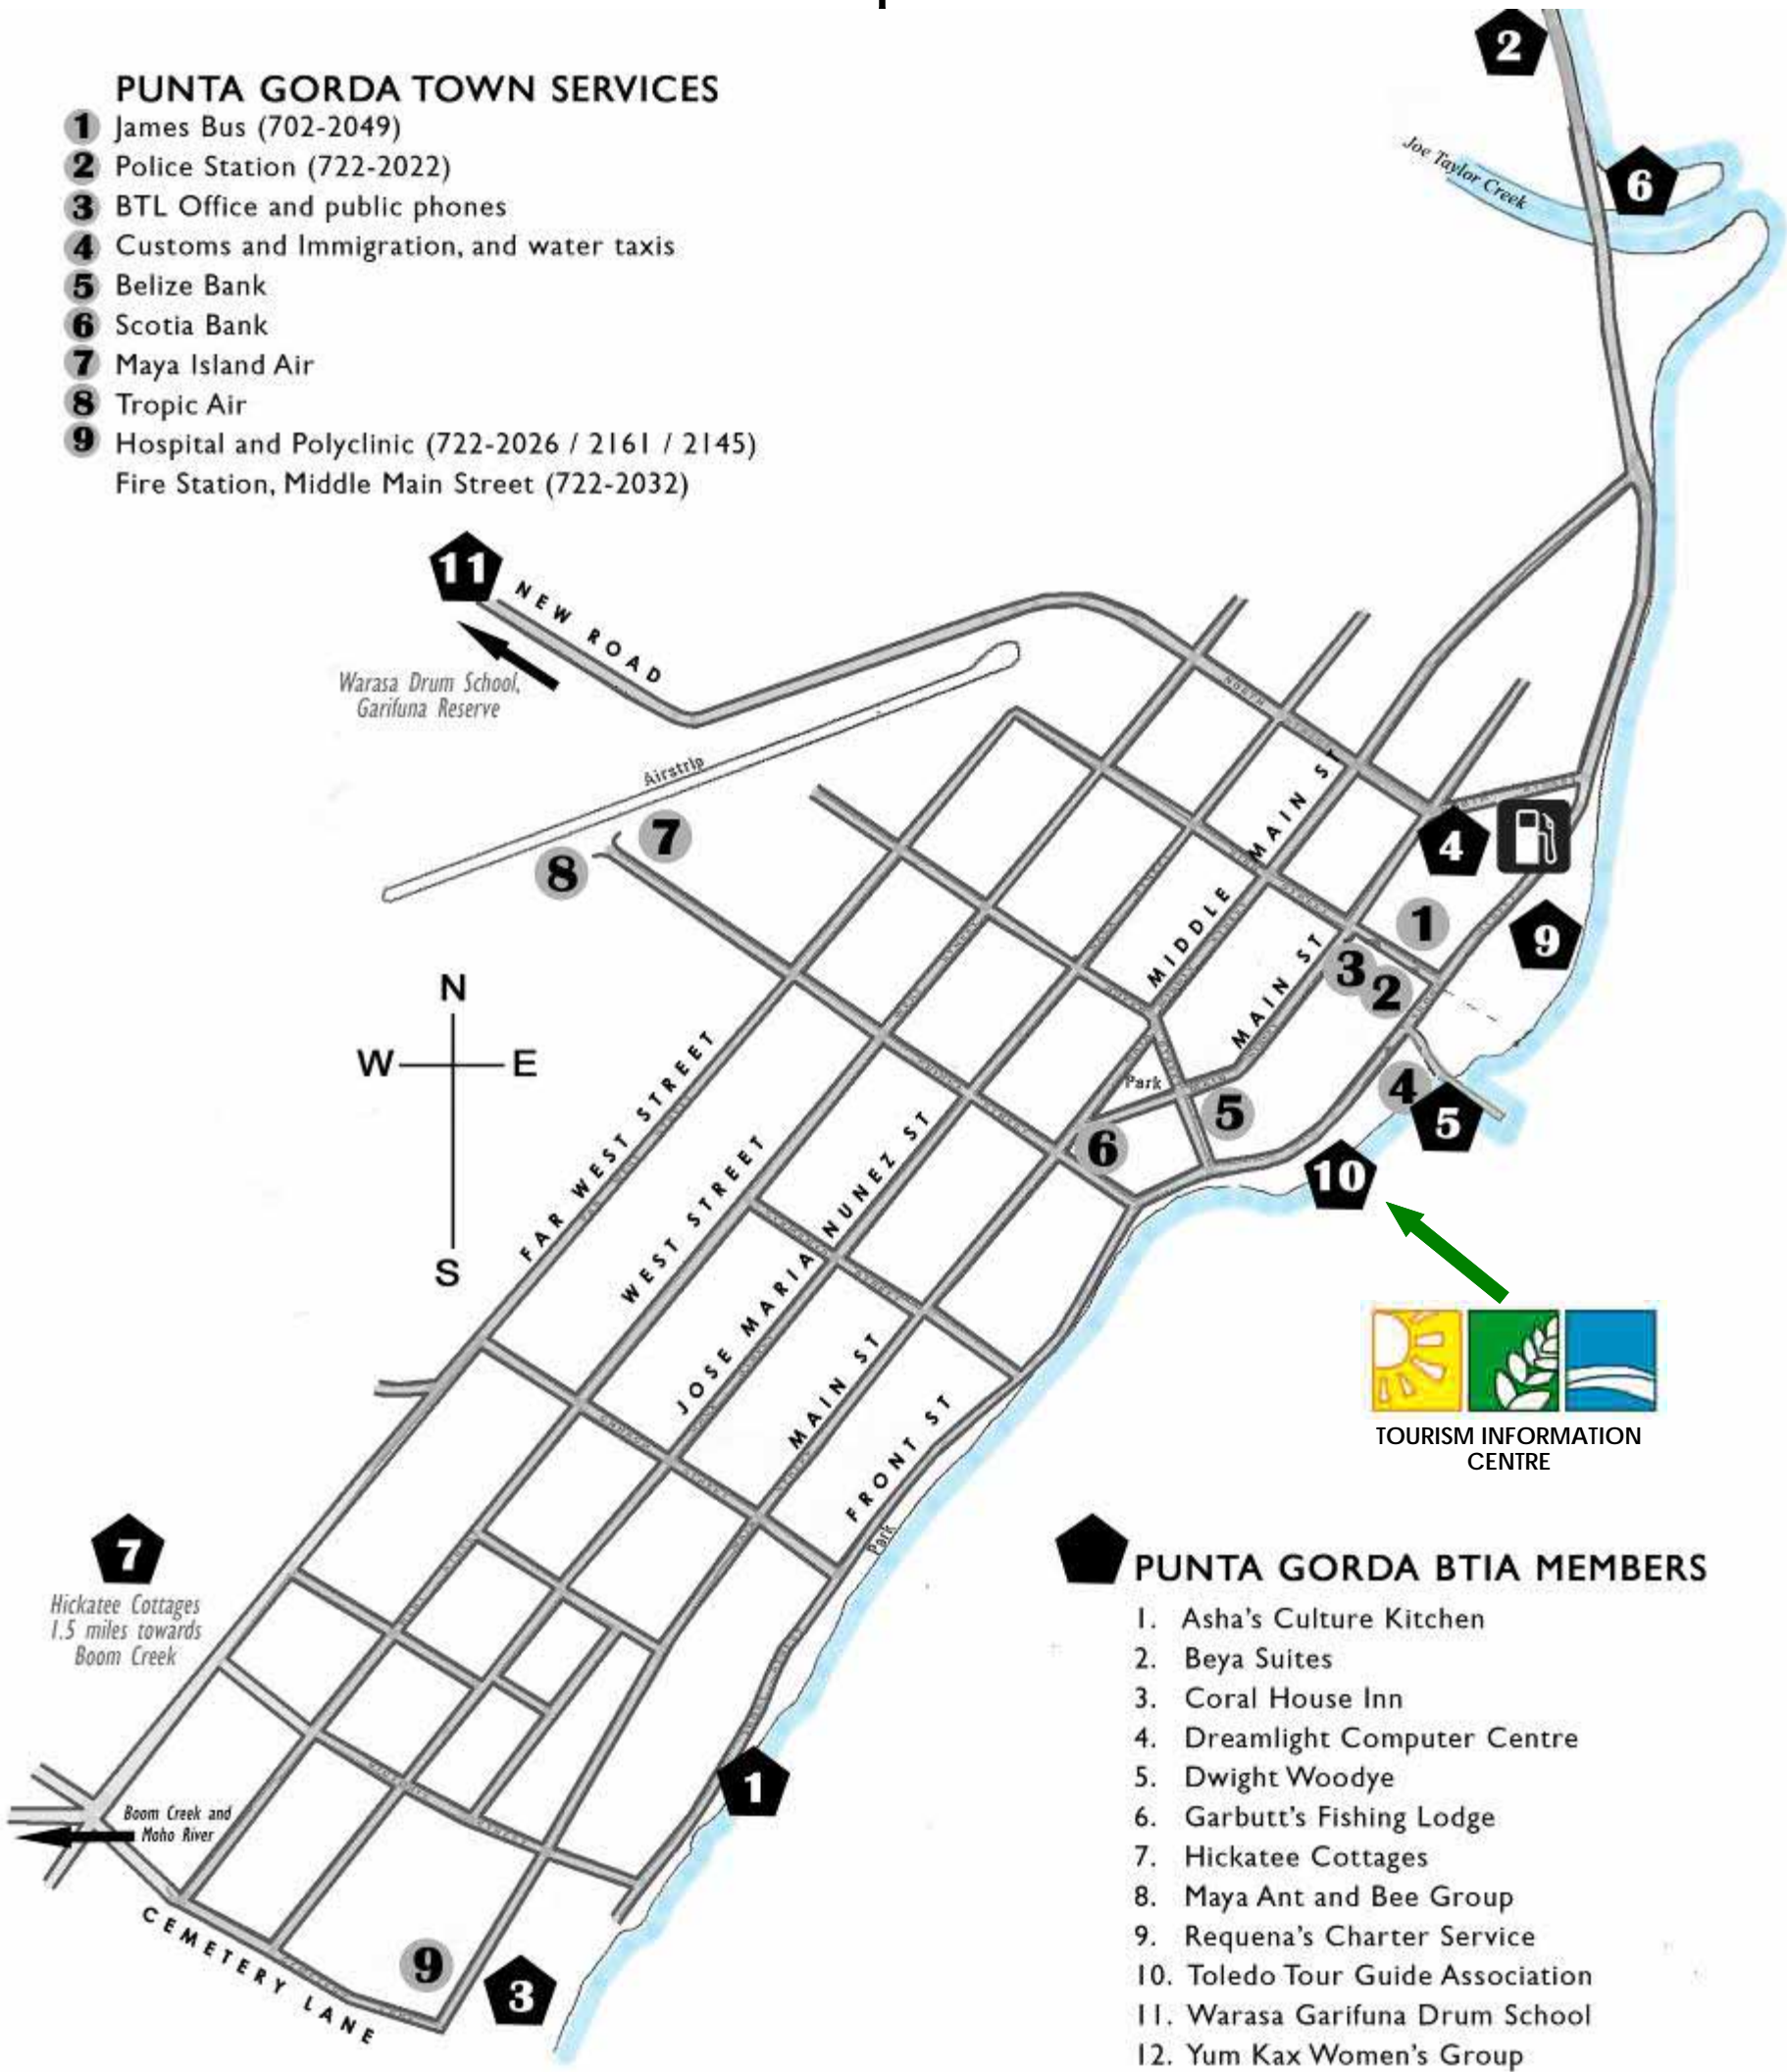 PUNTA GORDA TOWN SERVICES
1 James Bus (702-2049)
2 Police Station (722-2022)
3 BTL Office and public phones
4 Customs and Immigration, and water taxis
5 Belize Bank
6 Scotia Bank
7 Maya Island Air
8 Tropic Air
9 Hospital and Polyclinic (722-2026 / 2161 / 2145)
Fire Station, Middle Main Street (722-2032)
2
Joe Taylor Creek
6
11
NEW ROAD
Warasa Drum School,
Garifuna Reserve
Airstrip
7
8
NORTH STREET
MIDDLE MAIN ST
MAIN ST
4
1
9
3
2
N
W E
S
Park
5
4
5
6
10
FAR WEST STREET
WEST STREET
JOSE MARIA NUNEZ ST
MAIN ST
FRONT ST
Park
TOURISM INFORMATION
CENTRE
7
Hickatee Cottages
1.5 miles towards
Boom Creek
1
Boom Creek and
Moho River
CEMETERY LANE
9
3
PUNTA GORDA BTIA MEMBERS
1. Asha's Culture Kitchen
2. Beya Suites
3. Coral House Inn
4. Dreamlight Computer Centre
5. Dwight Woodye
6. Garbutt's Fishing Lodge
7. Hickatee Cottages
8. Maya Ant and Bee Group
9. Requena's Charter Service
10. Toledo Tour Guide Association
11. Warasa Garifuna Drum School
12. Yum Kax Women's Group